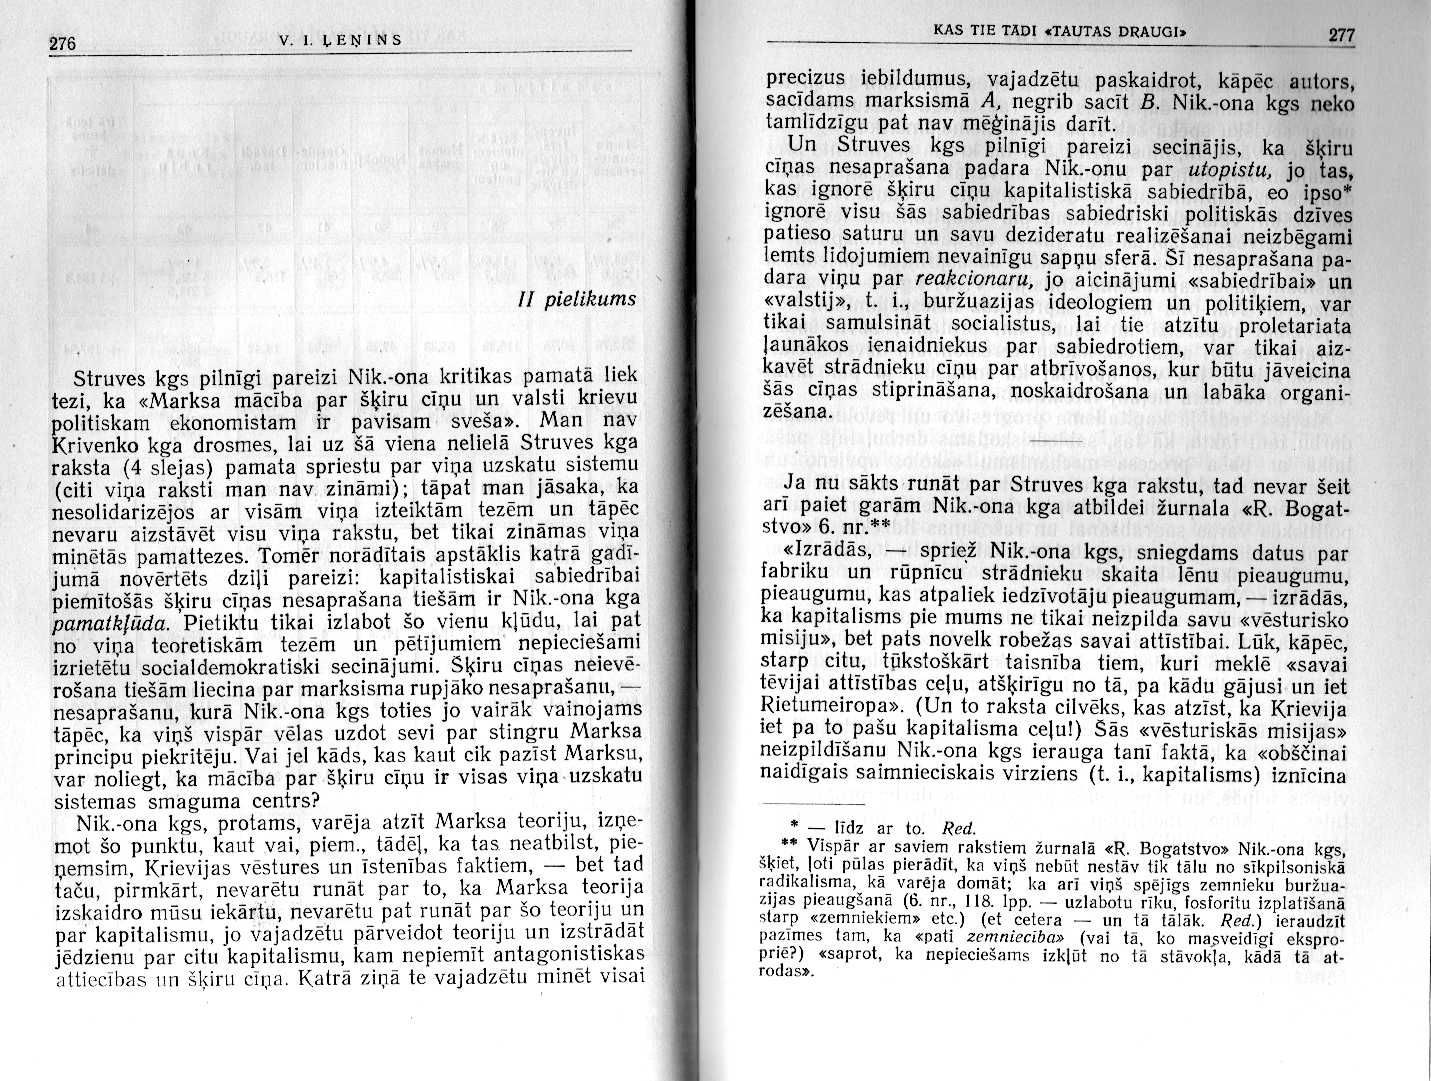 276
V. I. ĻEŅINS
II pielikums
Struves kgs pilnīgi pareizi Nik.-ona kritikas pamatā liek
tezi, ka «Marksa mācība par šķiru cīņu un valsti krievu
politiskam ekonomistam ir pavisam sveša». Man nav
Krivenko kga drosmes, lai uz šā viena nelielā Struves kga
raksta (4 slejas) pamata spriestu par viņa uzskatu sistemu
(citi viņa raksti man nav zināmi); tāpat man jāsaka, ka
nesolidarizējos ar visām viņa izteiktām tezēm un tāpēc
nevaru aizstāvēt visu viņa rakstu, bet tikai zināmas viņa
minētās pamattezes. Tomēr norādītais apstāklis katrā gadī-
jumā novērtēts dziļi pareizi: kapitalistiskai sabiedrībai
piemītošās šķiru cīņas nesaprašana tiešām ir Nik.-ona kga
pamatkļūda. Pietiktu tikai izlabot šo vienu kļūdu, lai pat
no viņa teoretiskām tezēm un pētījumiem nepieciešami
izrietētu socialdemokratiski secinājumi. Šķiru cīņas neievē-
rošana tiešām liecina par marksisma rupjāko nesaprašanu, —
nesaprašanu, kurā Nik.-ona kgs toties jo vairāk vainojams
tāpēc, ka viņš vispār vēlas uzdot sevi par stingru Marksa
principu piekritēju. Vai jel kāds, kas kaut cik pazīst Marksu,
var noliegt, ka mācība par šķiru cīņu ir visas viņa uzskatu
sistemas smaguma centrs?
Nik.-ona kgs, protams, varēja atzīt Marksa teoriju, izņe-
mot šo punktu, kaut vai, piem., tādēļ, ka tas neatbilst, pie-
ņemsim, Krievijas vēstures un īstenības faktiem, — bet tad
taču, pirmkārt, nevarētu runāt par to, ka Marksa teorija
izskaidro mūsu iekārtu, nevarētu pat runāt par šo teoriju un
par kapitalismu, jo vajadzētu pārveidot teoriju un izstrādāt
jēdzienu par citu kapitalismu, kam nepiemīt antagonistiskas
attiecības un šķiru cīņa. Katrā ziņā te vajadzētu minēt visai
KAS TIE TĀDI «TAUTAS DRAUGI»
277
precizus iebildumus, vajadzētu paskaidrot, kāpēc autors,
sacīdams marksismā A, negrib sacīt B. Nik.-ona kgs neko
tamlīdzīgu pat nav mēģinājis darīt.
Un Struves kgs pilnīgi pareizi secinājis, ka šķiru
cīņas nesaprašana padara Nik.-onu par utopistu, jo tas,
kas ignorē šķiru cīņu kapitalistiskā sabiedrībā, eo ipso*
ignorē visu šās sabiedrības sabiedriski politiskās dzīves
patieso saturu un savu dezideratu realizēšanai neizbēgami
lemts lidojumiem nevainīgu sapņu sferā. Šī nesaprašana pa-
dara viņu par reakcionaru, jo aicinājumi «sabiedrībai» un
«valstij», t. i., buržuazijas ideologiem un politiķiem, var
tikai samulsināt socialistus, lai tie atzītu proletariata
ļaunākos ienaidniekus par sabiedrotiem, var tikai aiz-
kavēt strādnieku cīņu par atbrīvošanos, kur būtu jāveicina
šās cīņas stiprināšana, noskaidrošana un labāka organi-
zēšana.
Ja nu sākts runāt par Struves kga rakstu, tad nevar šeit
arī paiet garām Nik.-ona kga atbildei žurnala «R. Bogat-
stvo» 6. nr.**
«Izrādās, — spriež Nik.-ona kgs, sniegdams datus par
fabriku un rūpnīcu strādnieku skaita lēnu pieaugumu,
pieaugumu, kas atpaliek iedzīvotāju pieaugumam, — izrādās,
ka kapitalisms pie mums ne tikai neizpilda savu «vēsturisko
misiju», bet pats novelk robežas savai attīstībai. Lūk, kāpēc,
starp citu, tūkstoškārt taisnība tiem, kuri meklē «savai
tēvijai attīstības ceļu, atšķirīgu no tā, pa kādu gājusi un iet
Rietumeiropa». (Un to raksta cilvēks, kas atzīst, ka Krievija
iet pa to pašu kapitalisma ceļu!) Šās «vēsturiskās misijas»
neizpildīšanu Nik.-ona kgs ierauga tanī faktā, ka «obščinai
naidīgais saimnieciskais virziens (t. i., kapitalisms) iznīcina
* — līdz ar to. Red.
** Vispār ar saviem rakstiem žurnalā «R. Bogatstvo» Nik.-ona kgs,
šķiet, ļoti pūlas pierādīt, ka viņš nebūt nestāv tik tālu no sīkpilsoniskā
radikalisma, kā varēja domāt; ka arī viņš spējīgs zemnieku buržua-
zijas pieaugšanā (6. nr., 118. lpp. — uzlabotu rīku, fosforitu izplatīšanā
starp «zemniekiem» etc.) (et cetera — un tā tālāk. Red.) ieraudzīt
pazīmes tam, ka «pati zemniecība» (vai tā, ko masveidīgi ekspro-
priē?) «saprot, ka nepieciešams izkļūt no tā stāvokļa, kādā tā at-
rodas».